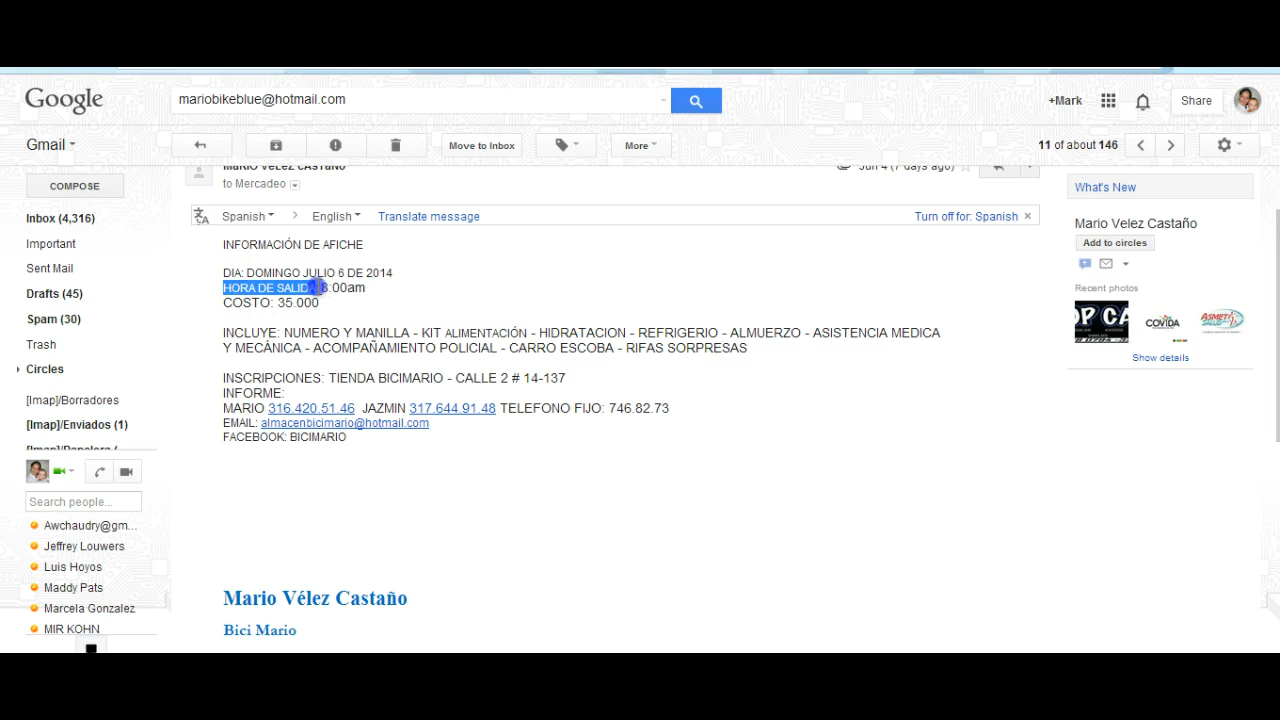 Google
mariobikeblue@hotmail.com
+Mark
Share
Gmail
Move to Inbox
More
11 of about 146
COMPOSE
Inbox (4,316)
Important
Sent Mail
Drafts (45)
Spam (30)
Trash
Circles
[Imap]/Borradores
[Imap]/Enviados (1)
Search people...
Awchaudry@gm...
Jeffrey Louwers
Luis Hoyos
Maddy Pats
Marcela Gonzalez
MIR KOHN
Jun 4 (7 days ago)
to Mercadeo
Spanish > English Translate message Turn off for: Spanish ×
INFORMACIÓN DE AFICHE
DIA: DOMINGO JULIO 6 DE 2014
HORA DE SALIDA 8:00am
COSTO: 35.000
INCLUYE: NUMERO Y MANILLA - KIT ALIMENTACIÓN - HIDRATACION - REFRIGERIO - ALMUERZO - ASISTENCIA MEDICA
Y MECÁNICA - ACOMPAÑAMIENTO POLICIAL - CARRO ESCOBA - RIFAS SORPRESAS
INSCRIPCIONES: TIENDA BICIMARIO - CALLE 2 # 14-137
INFORME:
MARIO 316.420.51.46 JAZMIN 317.644.91.48 TELEFONO FIJO: 746.82.73
EMAIL: almacenbicimario@hotmail.com
FACEBOOK: BICIMARIO
Mario Vélez Castaño
Bici Mario
What's New
Mario Velez Castaño
Add to circles
Recent photos
COVIDA
ASMET
SALUD
Show details